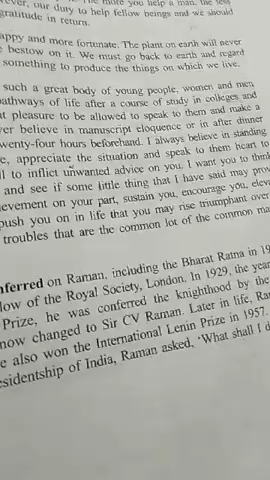 our duty to help fellow beings and we should
gratitude in return.
appy and more fortunate. The plant on earth will never
bestow on it. We must go back to earth and regard
something to produce the things on which we live.
such a great body of young people, women and men,
pathways of life after a course of study in colleges and
at pleasure to be allowed to speak to them and make a
ver believe in manuscript eloquence or in after dinner
wenty-four hours beforehand. I always believe in standing
e, appreciate the situation and speak to them heart to
l to inflict unwanted advice on you. I want you to think
and see if some little thing that I have said may prov
ievement on your part, sustain you, encourage you, eleva
push you on in life that you may rise triumphant over
troubles that are the common lot of the common ma
nferred on Raman, including the Bharat Ratna in 19
low of the Royal Society, London. In 1929, the year
Prize, he was conferred the knighthood by the
now changed to Sir CV Raman. Later in life, Ra
e also won the International Lenin Prize in 1957.
esidentship of India, Raman asked, 'What shall I d